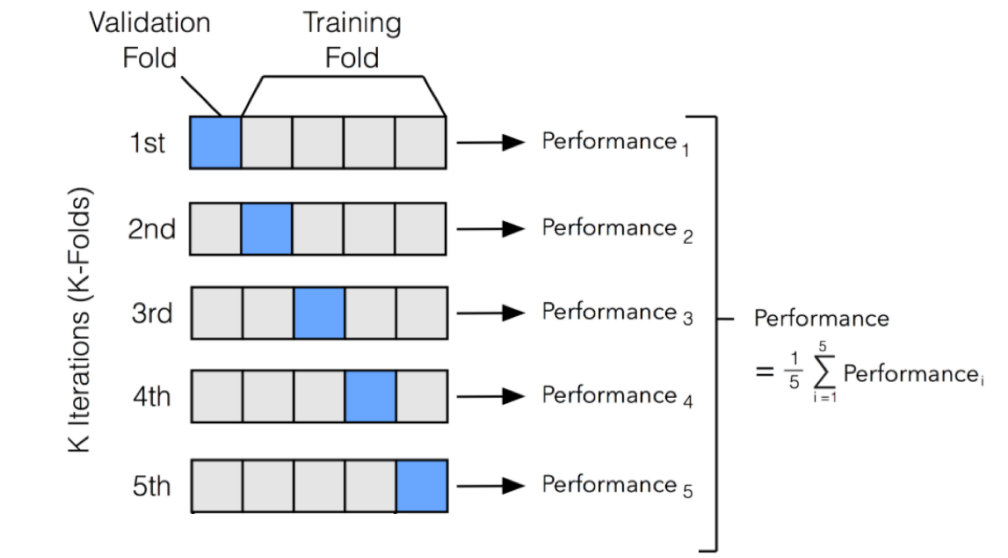 Validation
Fold
Training
Fold
K Iterations (K-Folds)
1st
Performance 1
2nd
Performance 2
3rd
Performance 3
4th
Performance 4
5th
Performance 5
Performance
= 1/5 5∑i=1 Performancei